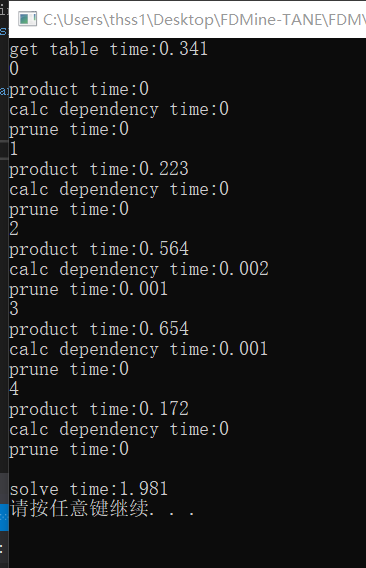 C:\Users\thss1\Desktop\FDMine-TANE\FDM\
get table time:0.341
0
product time:0
calc dependency time:0
prune time:0
1
product time:0.223
calc dependency time:0
prune time:0
2
product time:0.564
calc dependency time:0.002
prune time:0.001
3
product time:0.654
calc dependency time:0.001
prune time:0
4
product time:0.172
calc dependency time:0
prune time:0
solve time:1.981
请按任意键继续. . .